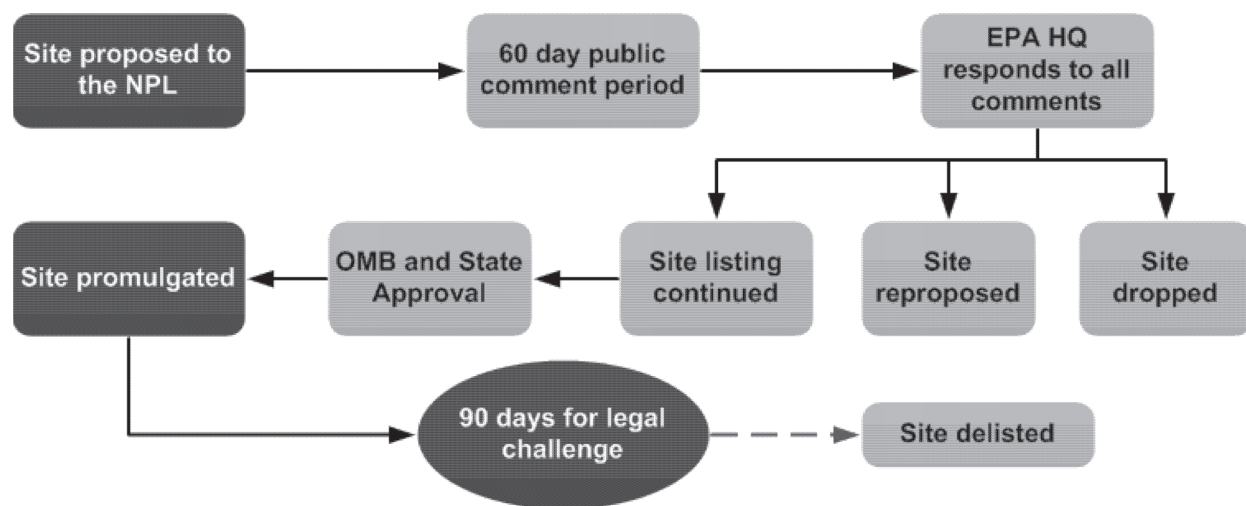 Site proposed to
the NPL
60 day public
comment period
EPA HQ
responds to all
comments
Site promulgated
OMB and State
Approval
Site listing
continued
Site
reproposed
Site
dropped
90 days for legal
challenge
Site delisted